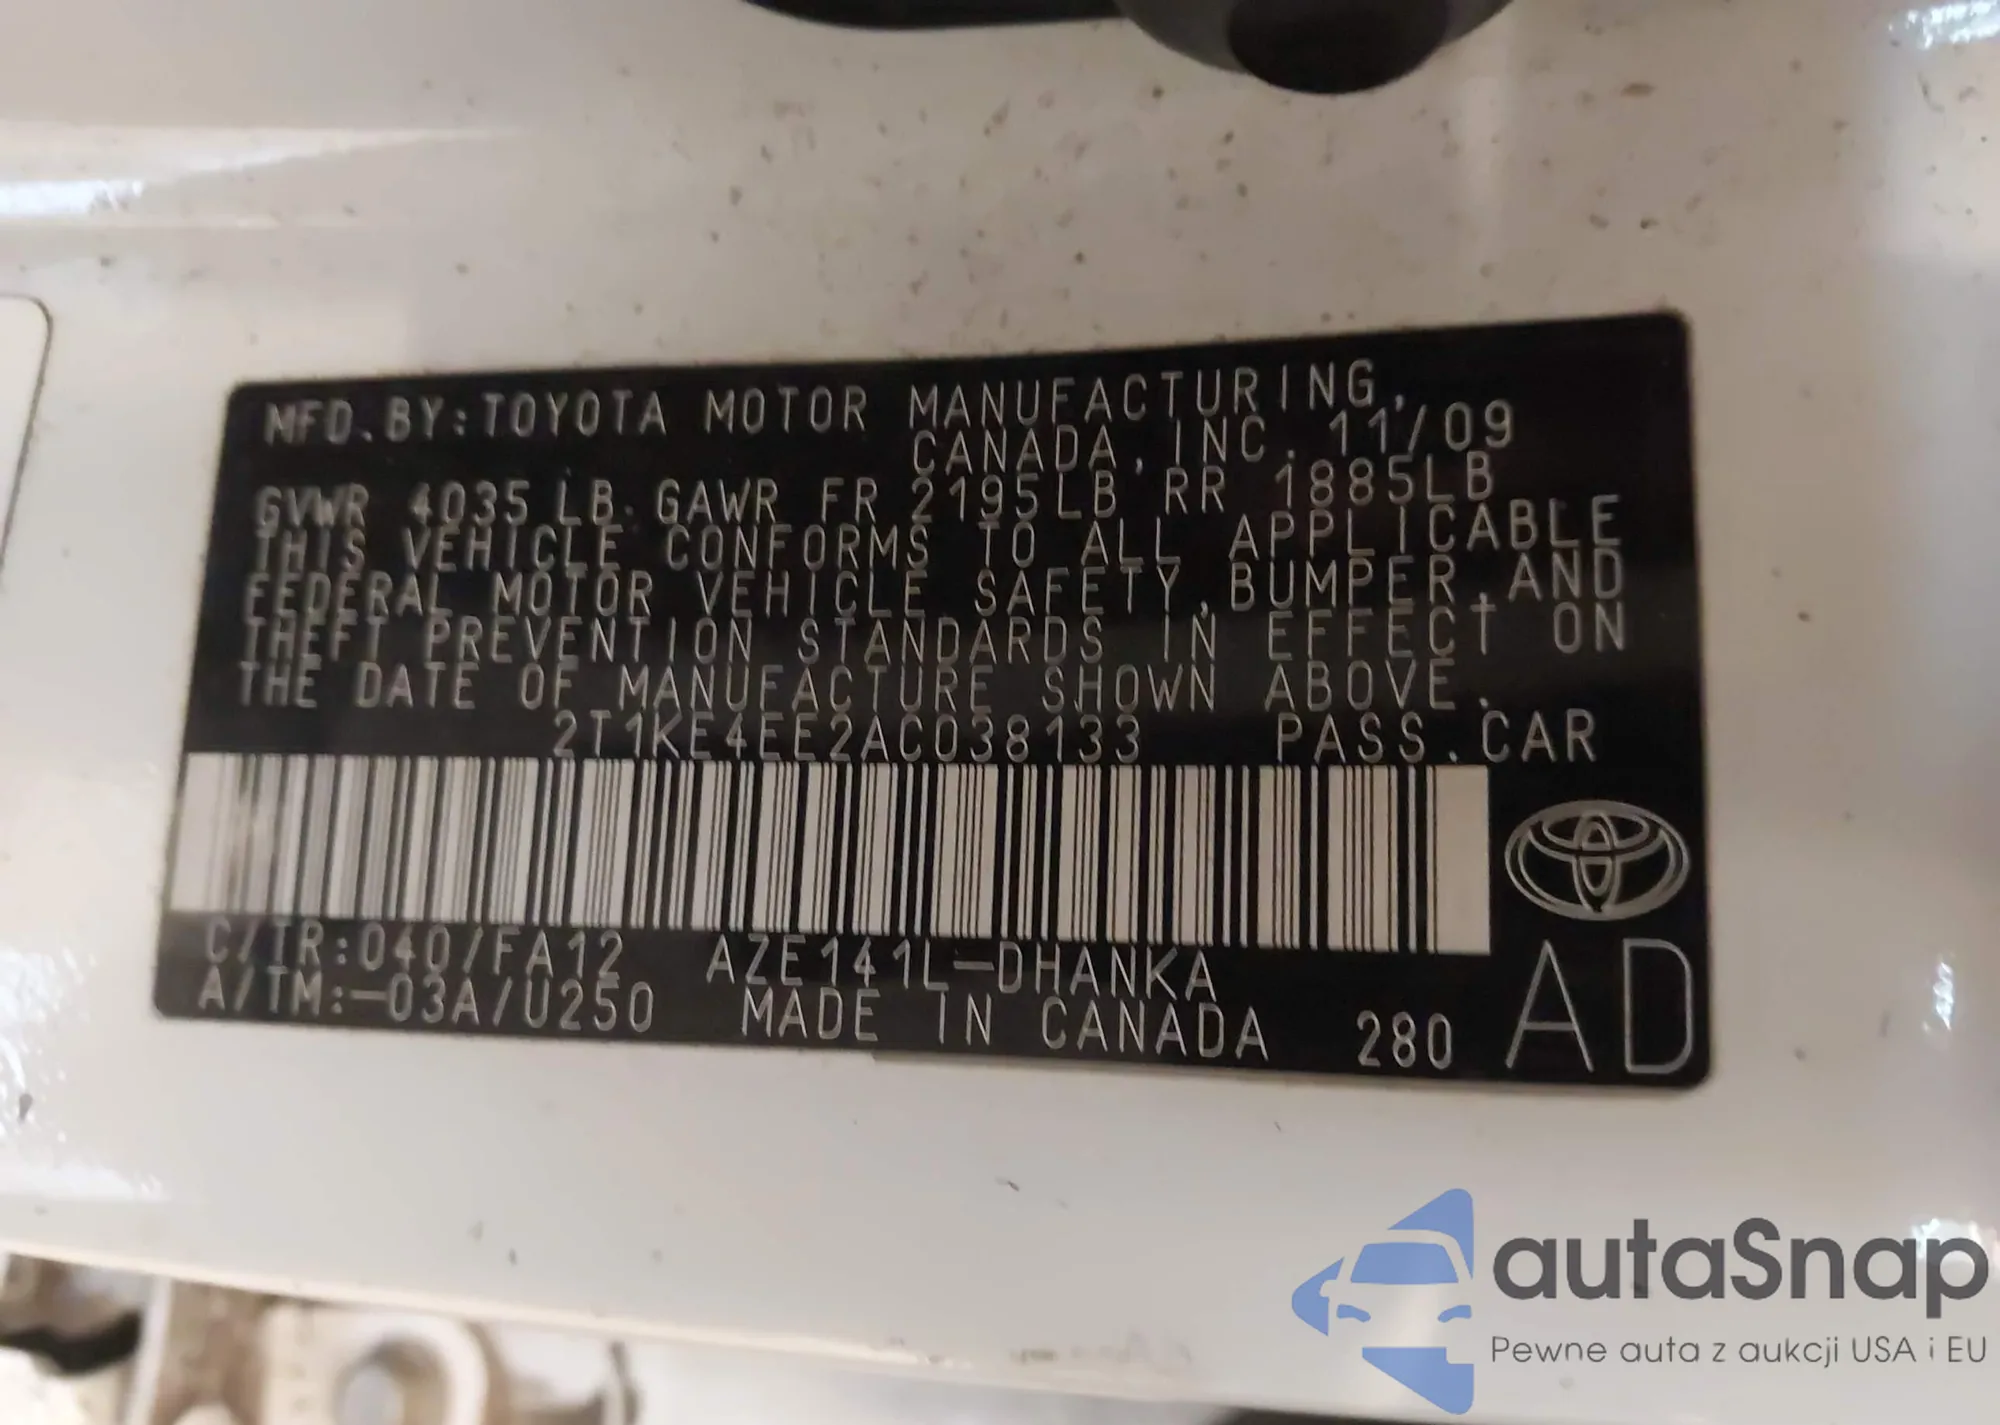 MFD.BY:TOYOTA MOTOR MANUFACTURING,
CANADA,INC. 11/09
GVWR 4035LB GAWR FR 2195LB RR 1885LB
THIS VEHICLE CONFORMS TO ALL APPLICABLE
FEDERAL MOTOR VEHICLE SAFETY,BUMPER,AND
THEFT PREVENTION STANDARDS IN EFFECT ON
THE DATE OF MANUFACTURE SHOWN ABOVE.
2T1KE4EE2AC038133 PASS.CAR
C/TR:040/FA12 AZE141L-DHANKA
A/TM:-03A/U250 MADE IN CANADA 280
AD
autaSnap
Pewne auta z aukcji USA i EU